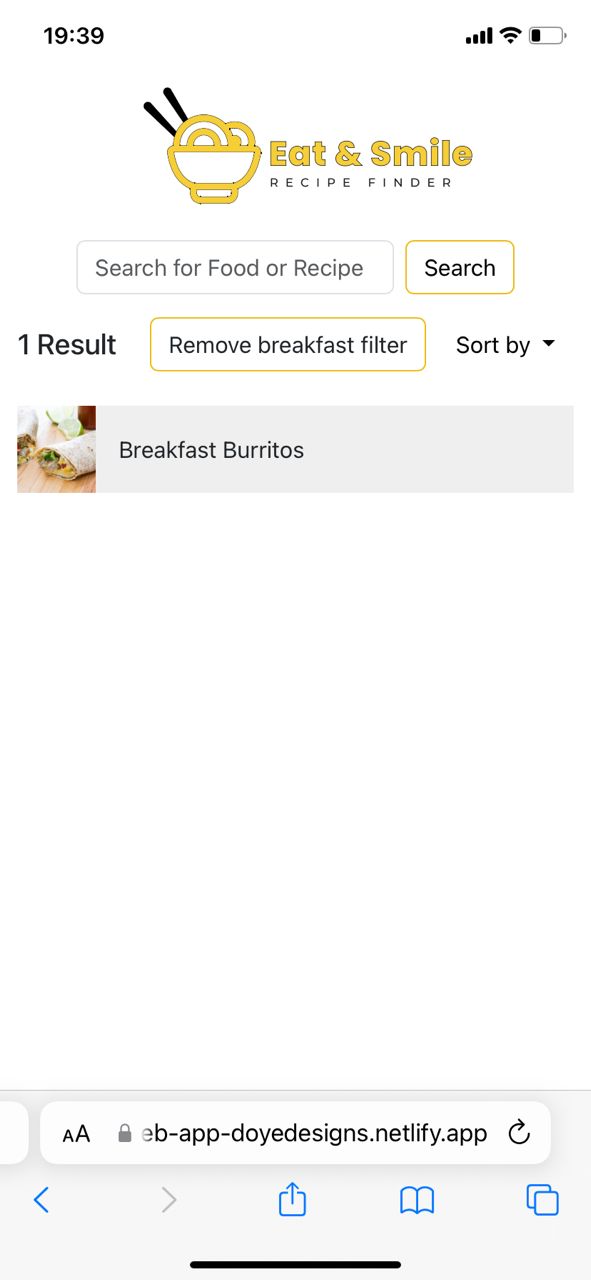 19:39
Eat & Smile
RECIPE FINDER
Search for Food or Recipe
Search
1 Result
Remove breakfast filter
Sort by
Breakfast Burritos
AA
eb-app-doyedesigns.netlify.app